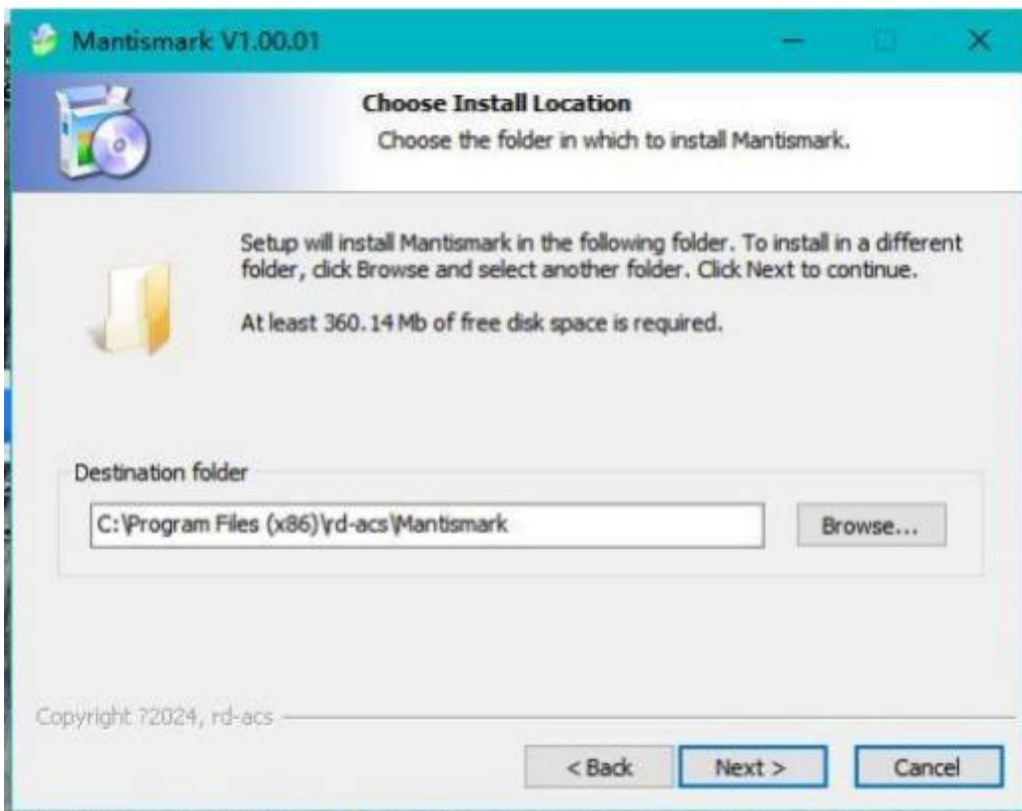 Mantismark V1.00.01
Choose Install Location
Choose the folder in which to install Mantismark.
Setup will install Mantismark in the following folder. To install in a different
folder, click Browse and select another folder. Click Next to continue.
At least 360.14 Mb of free disk space is required.
Destination folder
C:\Program Files (x86)\rd-acs\Mantismark
Browse...
Copyright ?2024, rd-acs
< Back
Next >
Cancel